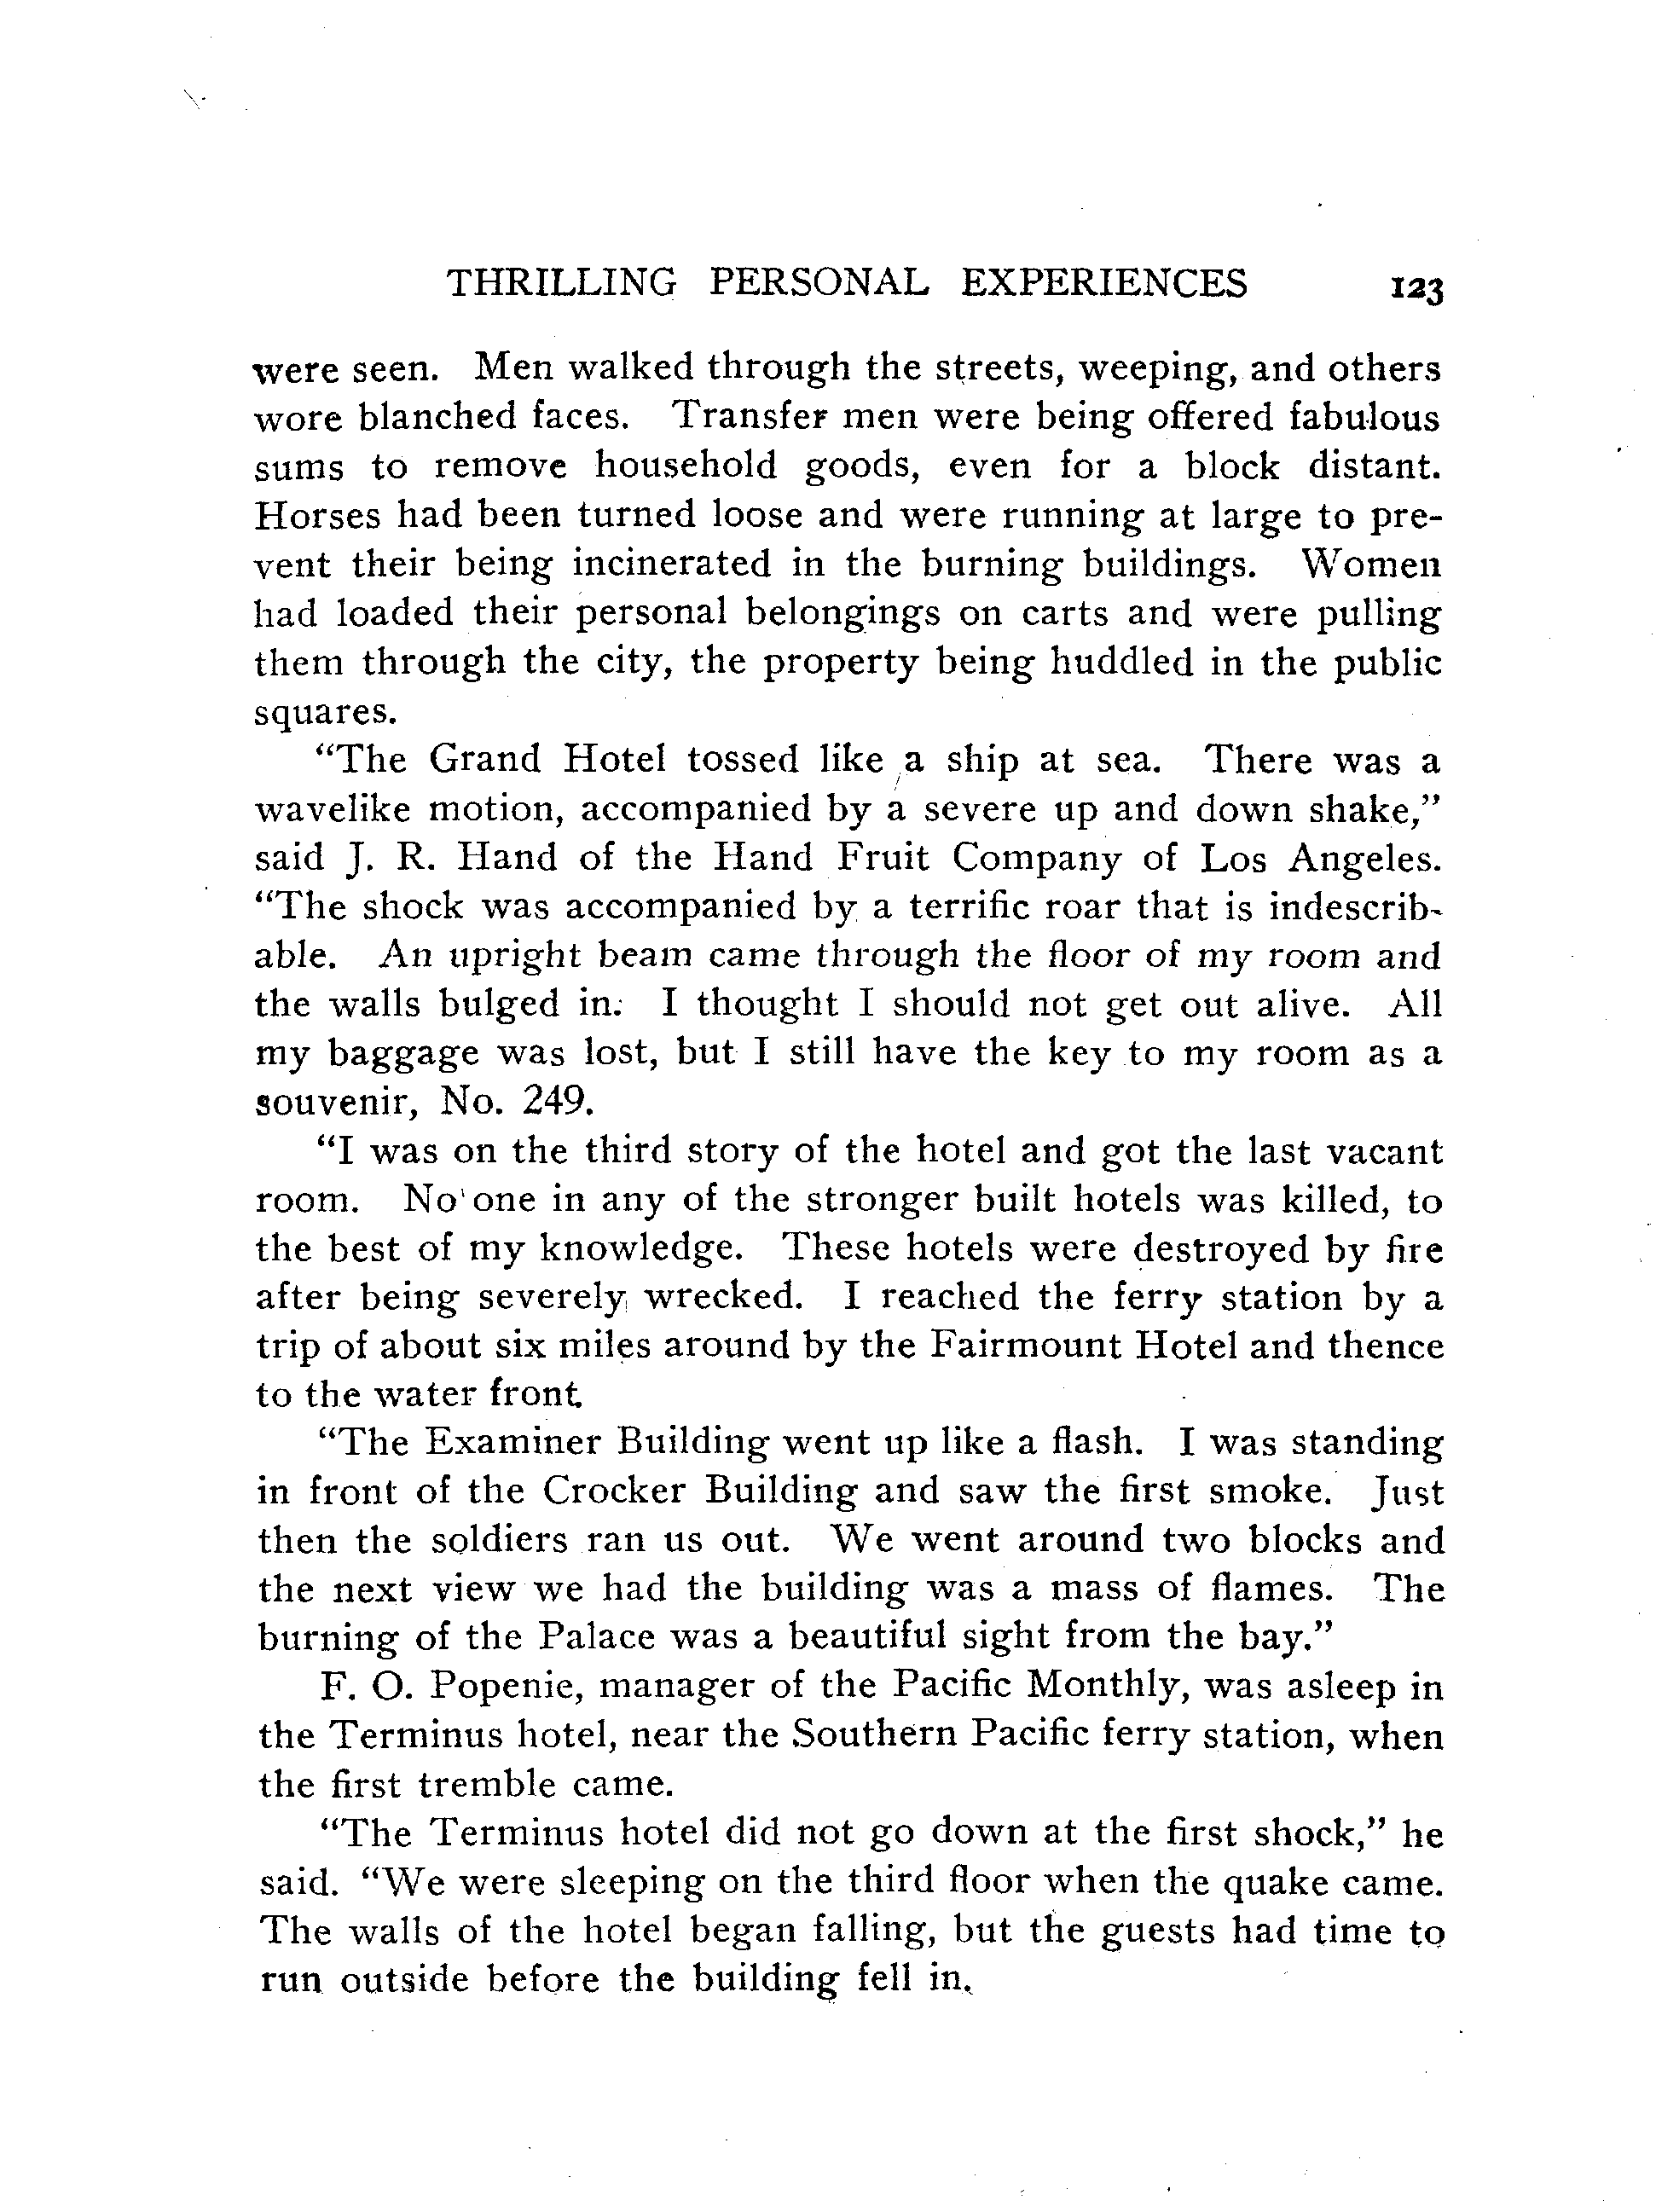 THRILLING PERSONAL EXPERIENCES 123
were seen. Men walked through the streets, weeping, and others
wore blanched faces. Transfer men were being offered fabulous
sums to remove household goods, even for a block distant.
Horses had been turned loose and were running at large to pre-
vent their being incinerated in the burning buildings. Women
had loaded their personal belongings on carts and were pulling
them through the city, the property being huddled in the public
squares.
"The Grand Hotel tossed like a ship at sea. There was a
wavelike motion, accompanied by a severe up and down shake,"
said J. R. Hand of the Hand Fruit Company of Los Angeles.
"The shock was accompanied by a terrific roar that is indescrib-
able. An upright beam came through the floor of my room and
the walls bulged in. I thought I should not get out alive. All
my baggage was lost, but I still have the key to my room as a
souvenir, No. 249.
"I was on the third story of the hotel and got the last vacant
room. No one in any of the stronger built hotels was killed, to
the best of my knowledge. These hotels were destroyed by fire
after being severely wrecked. I reached the ferry station by a
trip of about six miles around by the Fairmount Hotel and thence
to the water front.
"The Examiner Building went up like a flash. I was standing
in front of the Crocker Building and saw the first smoke. Just
then the soldiers ran us out. We went around two blocks and
the next view we had the building was a mass of flames. The
burning of the Palace was a beautiful sight from the bay."
F. O. Popenie, manager of the Pacific Monthly, was asleep in
the Terminus hotel, near the Southern Pacific ferry station, when
the first tremble came.
"The Terminus hotel did not go down at the first shock," he
said. "We were sleeping on the third floor when the quake came.
The walls of the hotel began falling, but the guests had time to
run outside before the building fell in.